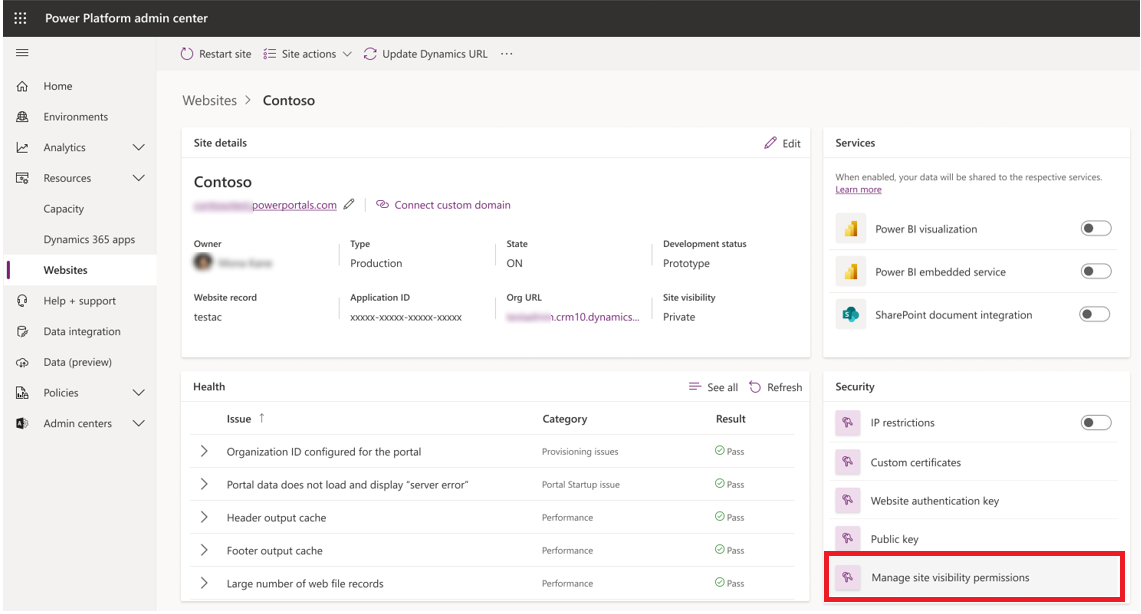 Power Platform admin center
Restart site Site actions Update Dynamics URL ···
Home
Environments
Analytics
Resources
Capacity
Dynamics 365 apps
Websites
Help + support
Data integration
Data (preview)
Policies
Admin centers
Websites > Contoso
Site details Edit
Contoso
powerportals.com Connect custom domain
Owner Type State Development status
Production ON Prototype
Website record Application ID Org URL Site visibility
testac xxxxx-xxxxx-xxxxx-xxxxx .crm10.dynamics... Private
Health See all Refresh
Issue ↑ Category Result
Organization ID configured for the portal Provisioning issues Pass
Portal data does not load and display “server error” Portal Startup issue Pass
Header output cache Performance Pass
Footer output cache Performance Pass
Large number of web file records Performance Pass
Services
When enabled, your data will be shared to the respective services.
Learn more
Power BI visualization
Power BI embedded service
SharePoint document integration
Security
IP restrictions
Custom certificates
Website authentication key
Public key
Manage site visibility permissions